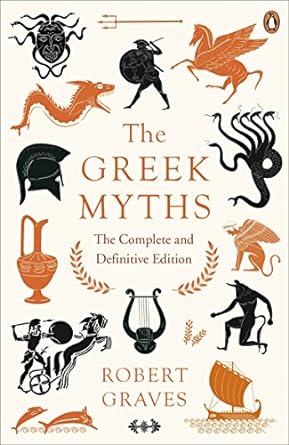 The
GREEK
MYTHS
The Complete and
Definitive Edition
ROBERT
GRAVES